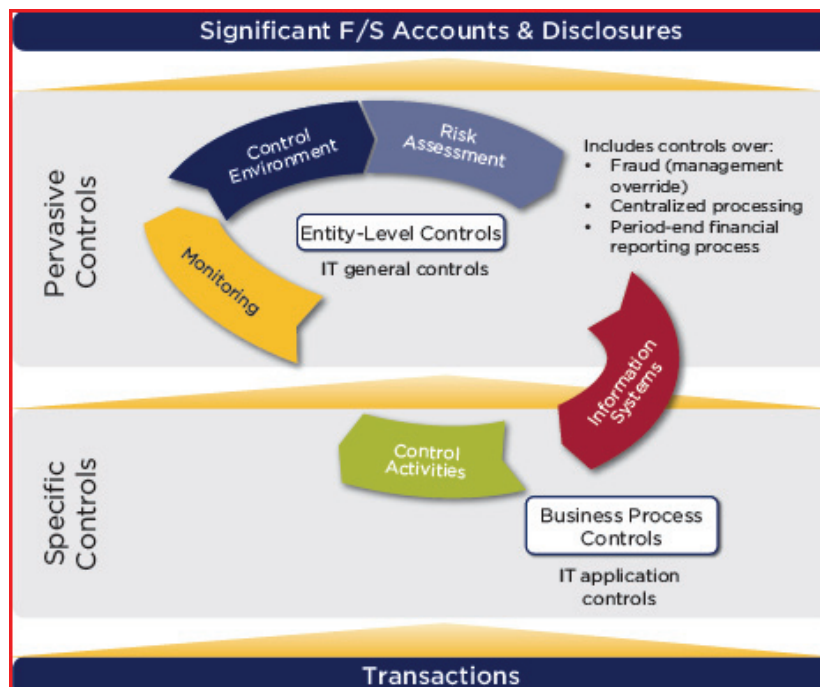 Significant F/S Accounts & Disclosures
Pervasive
Controls
Control
Environment
Risk
Assessment
Includes controls over:
• Fraud (management
override)
• Centralized processing
• Period-end financial
reporting process
Entity-Level Controls
IT general controls
Monitoring
Information
Systems
Specific
Controls
Control
Activities
Business Process
Controls
IT application
controls
Transactions